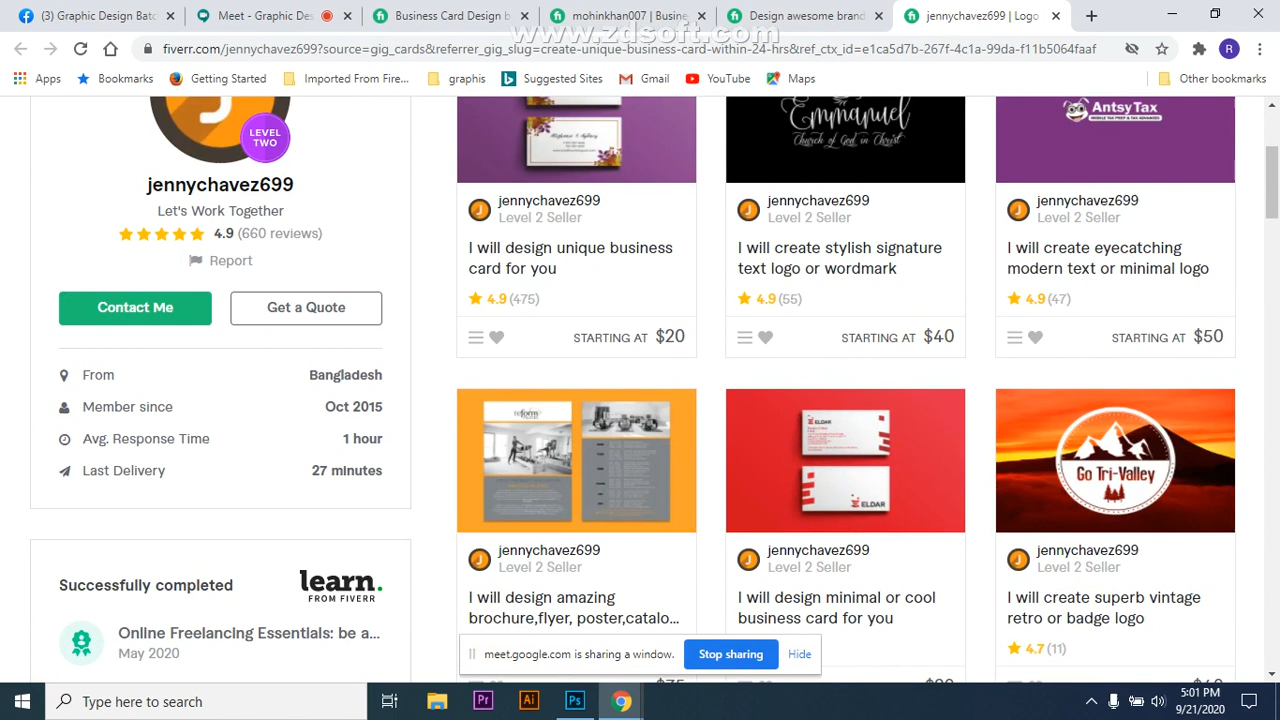 (3) Graphic Design Batc
Meet - Graphic Des
Business Card Design b
mohinkhan007 | Busine
Design awesome brand
jennychavez699 | Logo
www.zdsoft.com
fiverr.com/jennychavez699?source=gig_cards&referrer_gig_slug=create-unique-business-card-within-24-hrs&ref_ctx_id=e1ca5d7b-267f-4c1a-99da-f11b5064faaf
R
Apps
Bookmarks
Getting Started
Imported From Fire...
graphis
Suggested Sites
Gmail
YouTube
Maps
Other bookmarks
LEVEL
TWO
jennychavez699
Let's Work Together
4.9 (660 reviews)
Report
Contact Me
Get a Quote
From Bangladesh
Member since Oct 2015
Avg. Response Time 1 hour
Last Delivery 27 minutes
Successfully completed
learn.
FROM FIVERR
Online Freelancing Essentials: be a...
May 2020
Emmanuel
Church of God in Christ
AntsyTax
MOBILE TAX PREP & TAX ADVANCES
jennychavez699
Level 2 Seller
I will design unique business
card for you
4.9 (475)
STARTING AT $20
jennychavez699
Level 2 Seller
I will create stylish signature
text logo or wordmark
4.9 (55)
STARTING AT $40
jennychavez699
Level 2 Seller
I will create eyecatching
modern text or minimal logo
4.9 (47)
STARTING AT $50
reform
ELDAR
ELDAR
Go Tri-Valley
jennychavez699
Level 2 Seller
I will design amazing
brochure,flyer, poster,catalo...
jennychavez699
Level 2 Seller
I will design minimal or cool
business card for you
jennychavez699
Level 2 Seller
I will create superb vintage
retro or badge logo
4.7 (11)
meet.google.com is sharing a window.
Stop sharing
Hide
Type here to search
Pr
Ai
Ps
5:01 PM
9/21/2020